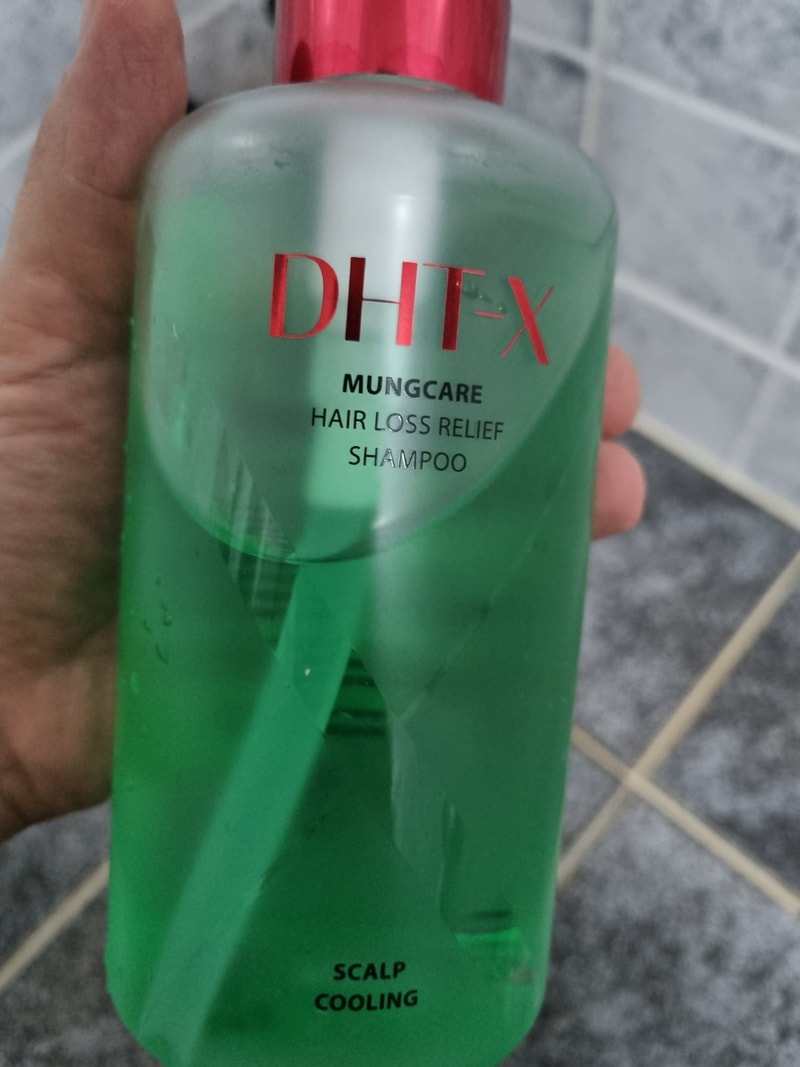 DHT-X
MUNGCARE
HAIR LOSS RELIEF
SHAMPOO
SCALP
COOLING